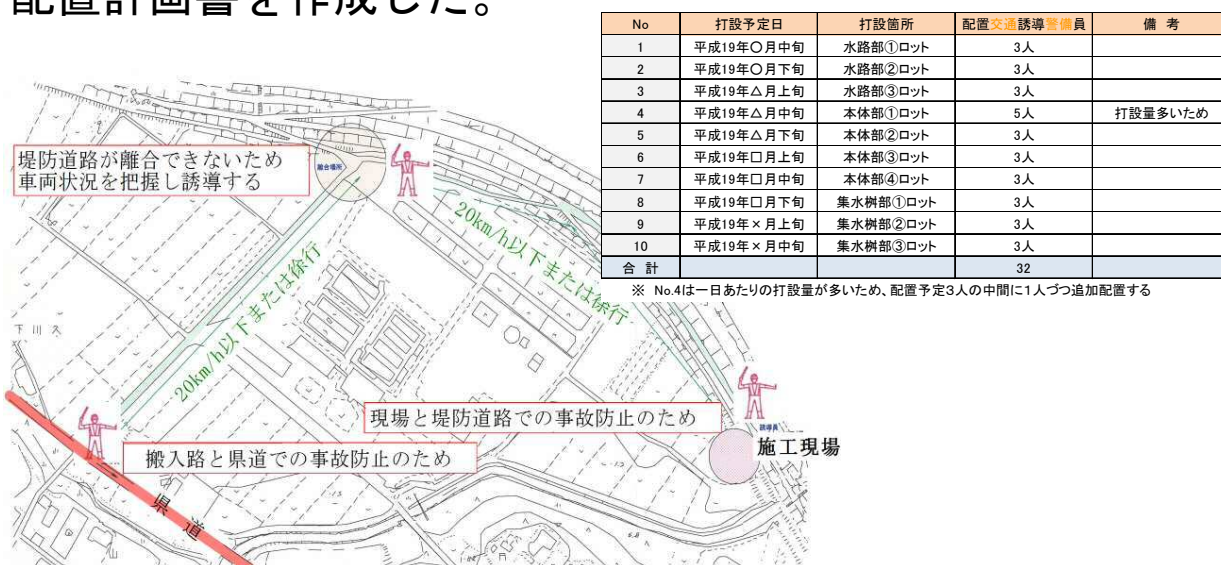 配置計画書を作成した。
No 打設予定日 打設箇所 配置交通誘導警備員 備 考
1 平成19年〇月中旬 水路部①ロット 3人
2 平成19年〇月下旬 水路部②ロット 3人
3 平成19年△月上旬 水路部③ロット 3人
4 平成19年△月中旬 本体部①ロット 5人 打設量多いため
5 平成19年△月下旬 本体部②ロット 3人
6 平成19年□月上旬 本体部③ロット 3人
7 平成19年□月中旬 本体部④ロット 3人
8 平成19年□月下旬 集水桝部①ロット 3人
9 平成19年×月上旬 集水桝部②ロット 3人
10 平成19年×月中旬 集水桝部③ロット 3人
合 計 32
※ No.4は一日あたりの打設量が多いため、配置予定3人の中間に1人づつ追加配置する
堤防道路が離合できないため
車両状況を把握し誘導する
離合場所
20km/h以下または徐行
20km/h以下または徐行
下川久
現場と堤防道路での事故防止のため
誘導員
施工現場
搬入路と県道での事故防止のため
県道